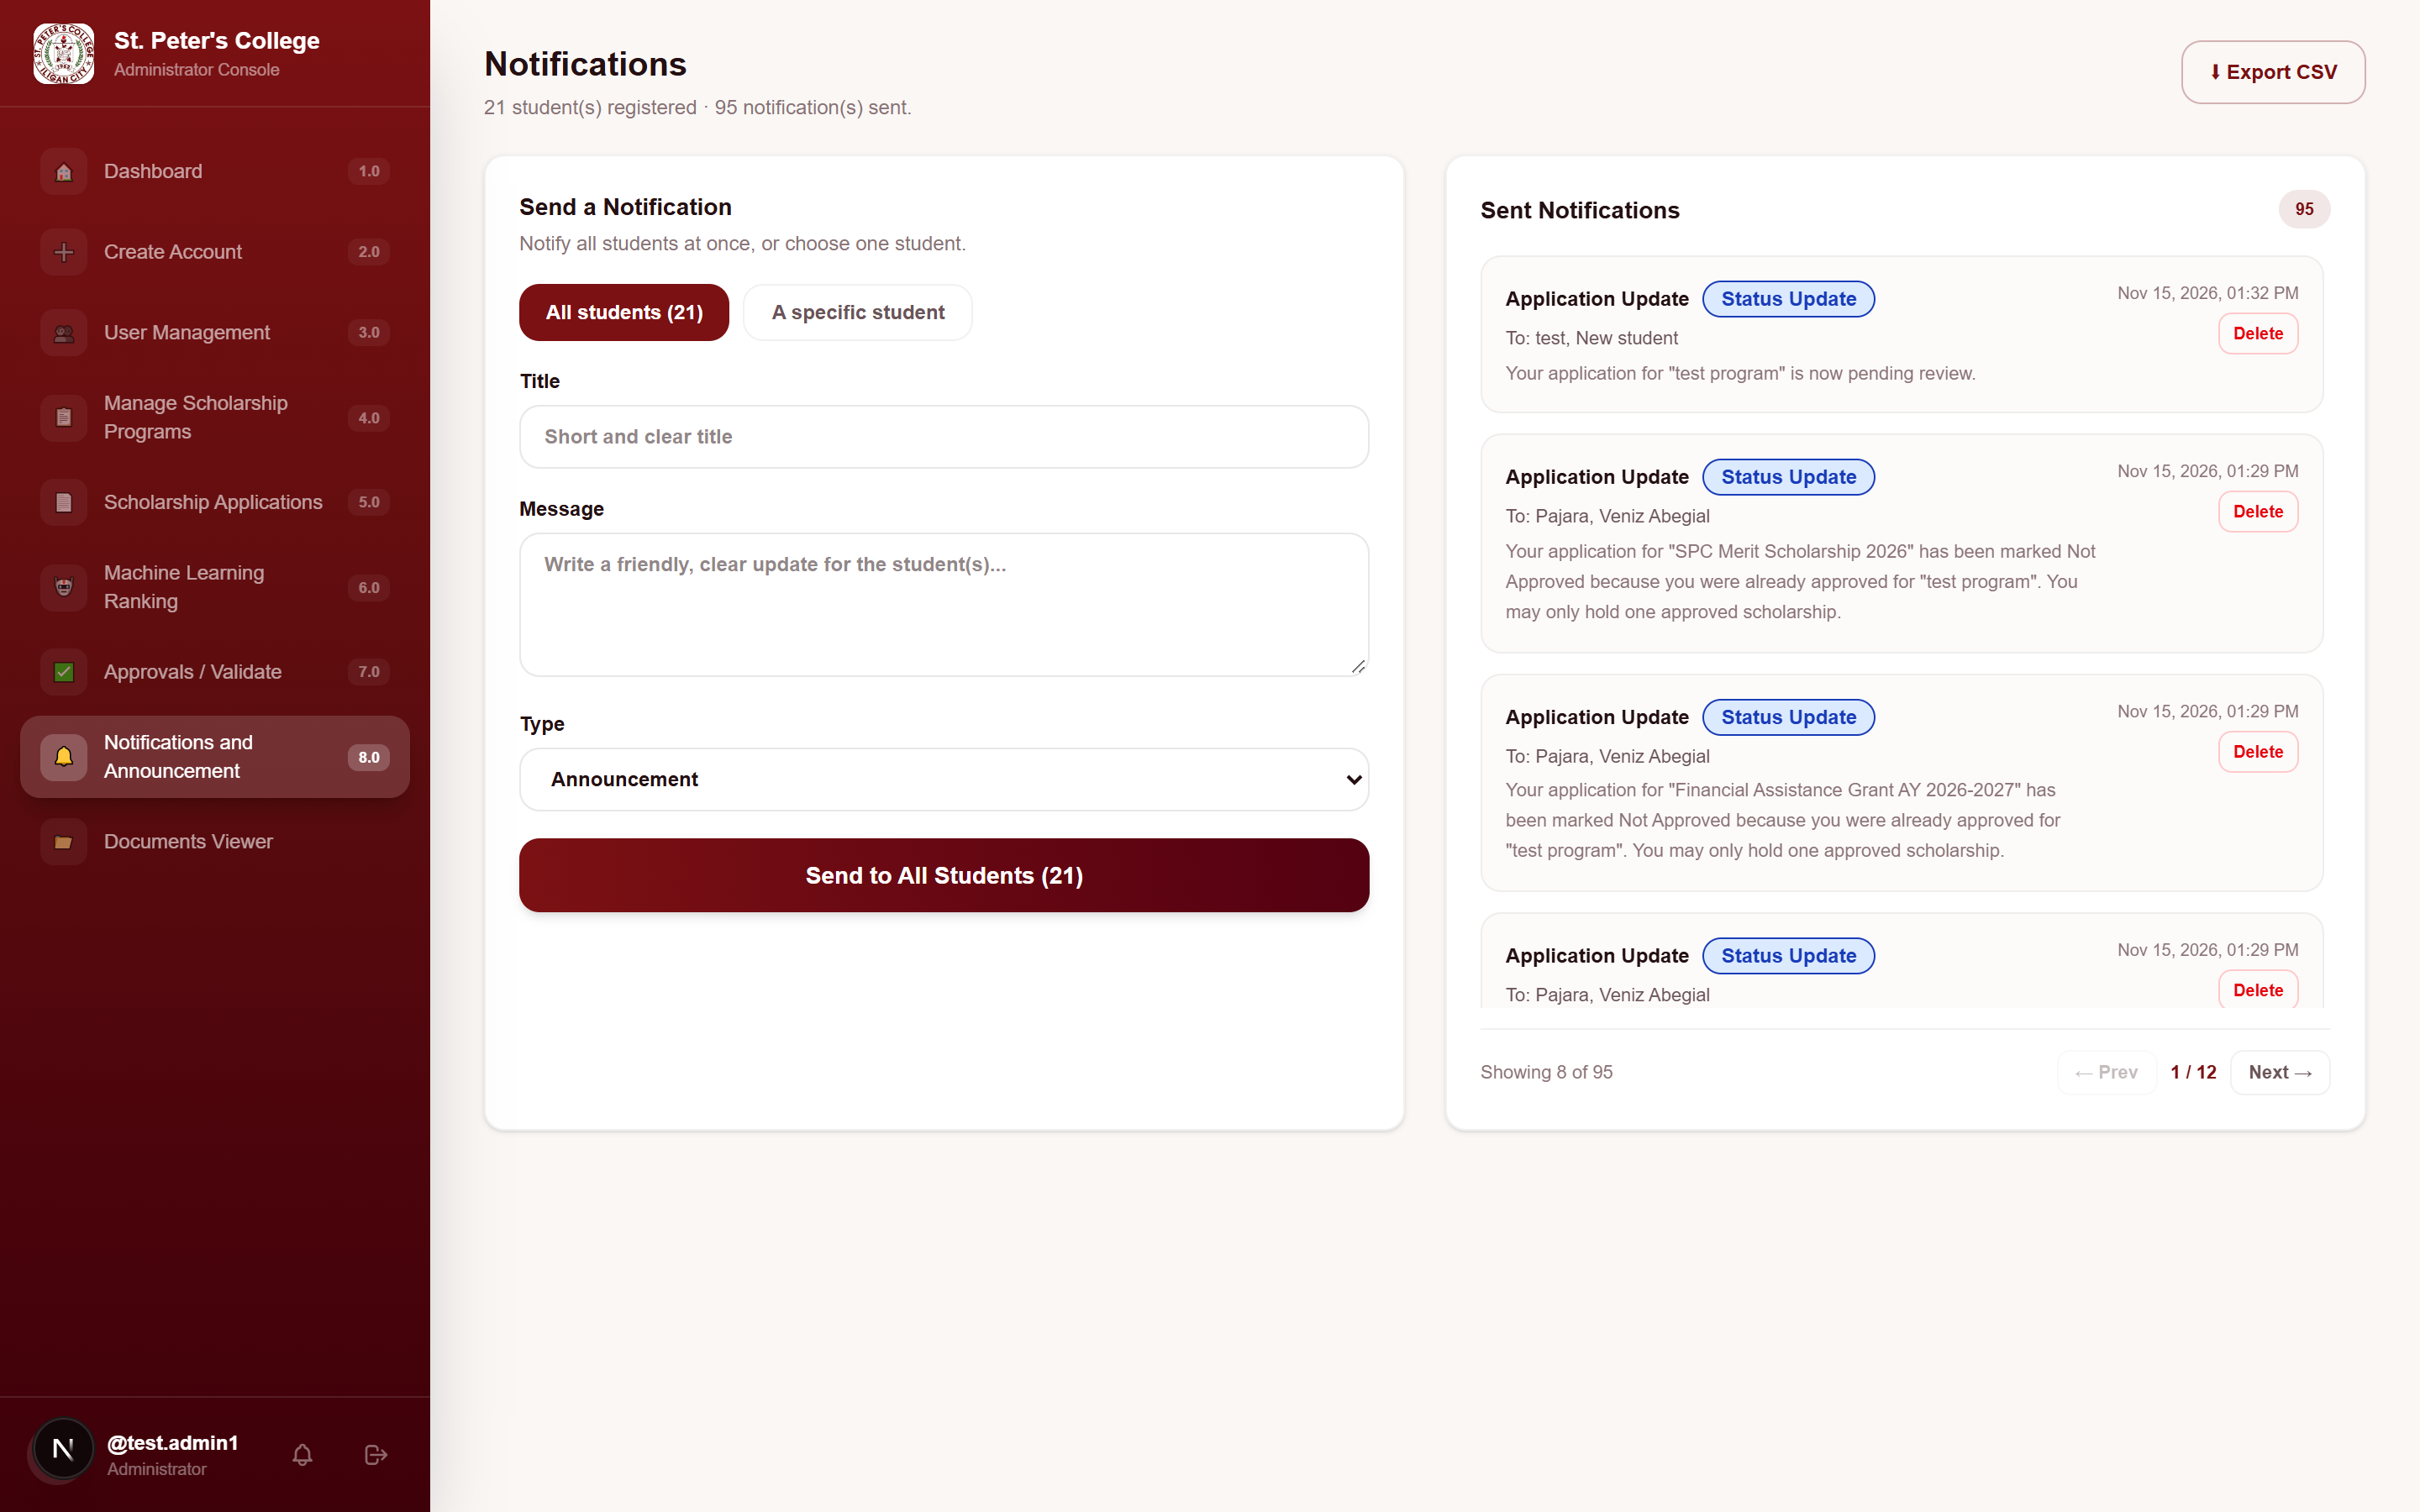 ST. PETER'S COLLEGE
ILIGAN CITY
St. Peter's College
Administrator Console
Dashboard
1.0
Create Account
2.0
User Management
3.0
Manage Scholarship
Programs
4.0
Scholarship Applications
5.0
Machine Learning
Ranking
6.0
Approvals / Validate
7.0
Notifications and
Announcement
8.0
Documents Viewer
N
@test.admin1
Administrator
Notifications
21 student(s) registered · 95 notification(s) sent.
⬇ Export CSV
Send a Notification
Notify all students at once, or choose one student.
All students (21)
A specific student
Title
Short and clear title
Message
Write a friendly, clear update for the student(s)...
Type
Announcement
Send to All Students (21)
Sent Notifications
95
Application Update
Status Update
Nov 15, 2026, 01:32 PM
Delete
To: test, New student
Your application for "test program" is now pending review.
Application Update
Status Update
Nov 15, 2026, 01:29 PM
Delete
To: Pajara, Veniz Abegial
Your application for "SPC Merit Scholarship 2026" has been marked Not
Approved because you were already approved for "test program". You
may only hold one approved scholarship.
Application Update
Status Update
Nov 15, 2026, 01:29 PM
Delete
To: Pajara, Veniz Abegial
Your application for "Financial Assistance Grant AY 2026-2027" has
been marked Not Approved because you were already approved for
"test program". You may only hold one approved scholarship.
Application Update
Status Update
Nov 15, 2026, 01:29 PM
Delete
To: Pajara, Veniz Abegial
Showing 8 of 95
← Prev
1 / 12
Next →